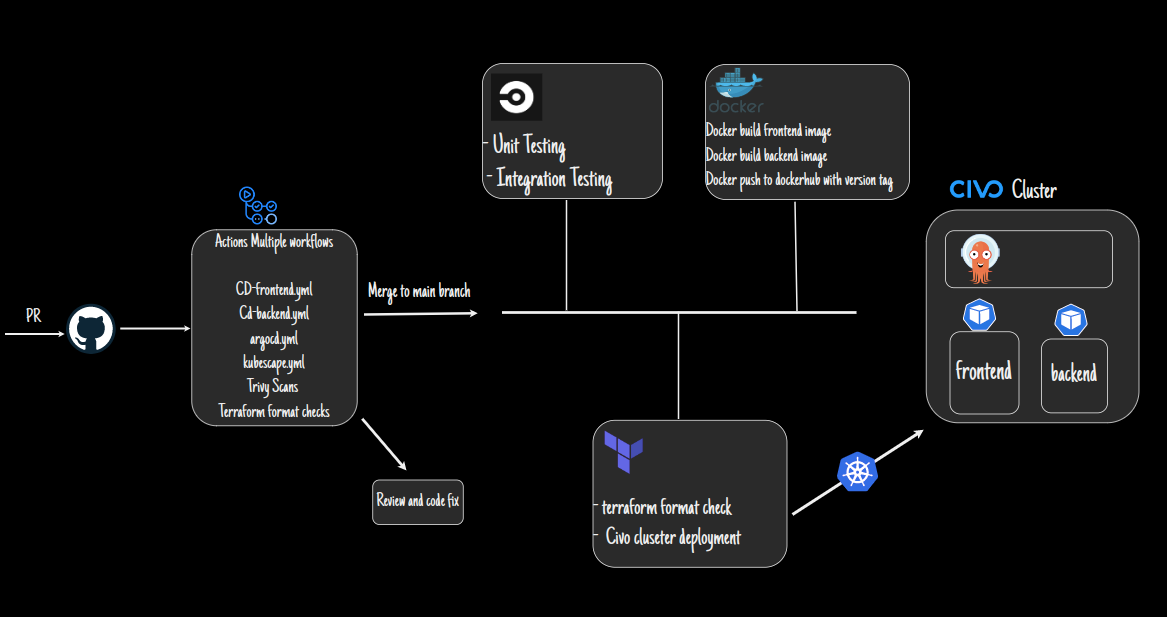 PR
Actions Multiple workflows
CD-frontend.yml
Cd-backend.yml
argocd.yml
kubescape.yml
Trivy Scans
Terraform format checks
Merge to main branch
Review and code fix
- Unit Testing
- Integration Testing
docker
Docker build frontend image
Docker build backend image
Docker push to dockerhub with version tag
- terraform format check
- Civo cluseter deployment
CIVO Cluster
frontend
backend